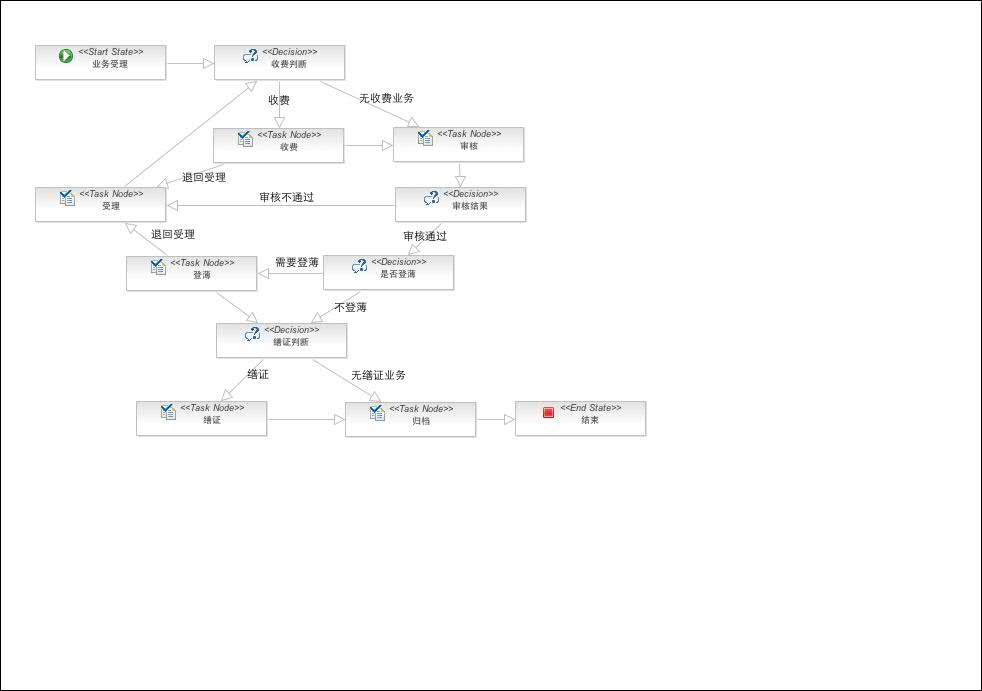 <<Start State>>
业务受理
<<Decision>>
收费判断
收费
无收费业务
<<Task Node>>
收费
<<Task Node>>
审核
退回受理
<<Task Node>>
受理
审核不通过
<<Decision>>
审核结果
退回受理
审核通过
<<Task Node>>
登薄
需要登薄
<<Decision>>
是否登薄
不登薄
<<Decision>>
缮证判断
缮证
无缮证业务
<<Task Node>>
缮证
<<Task Node>>
归档
<<End State>>
结束